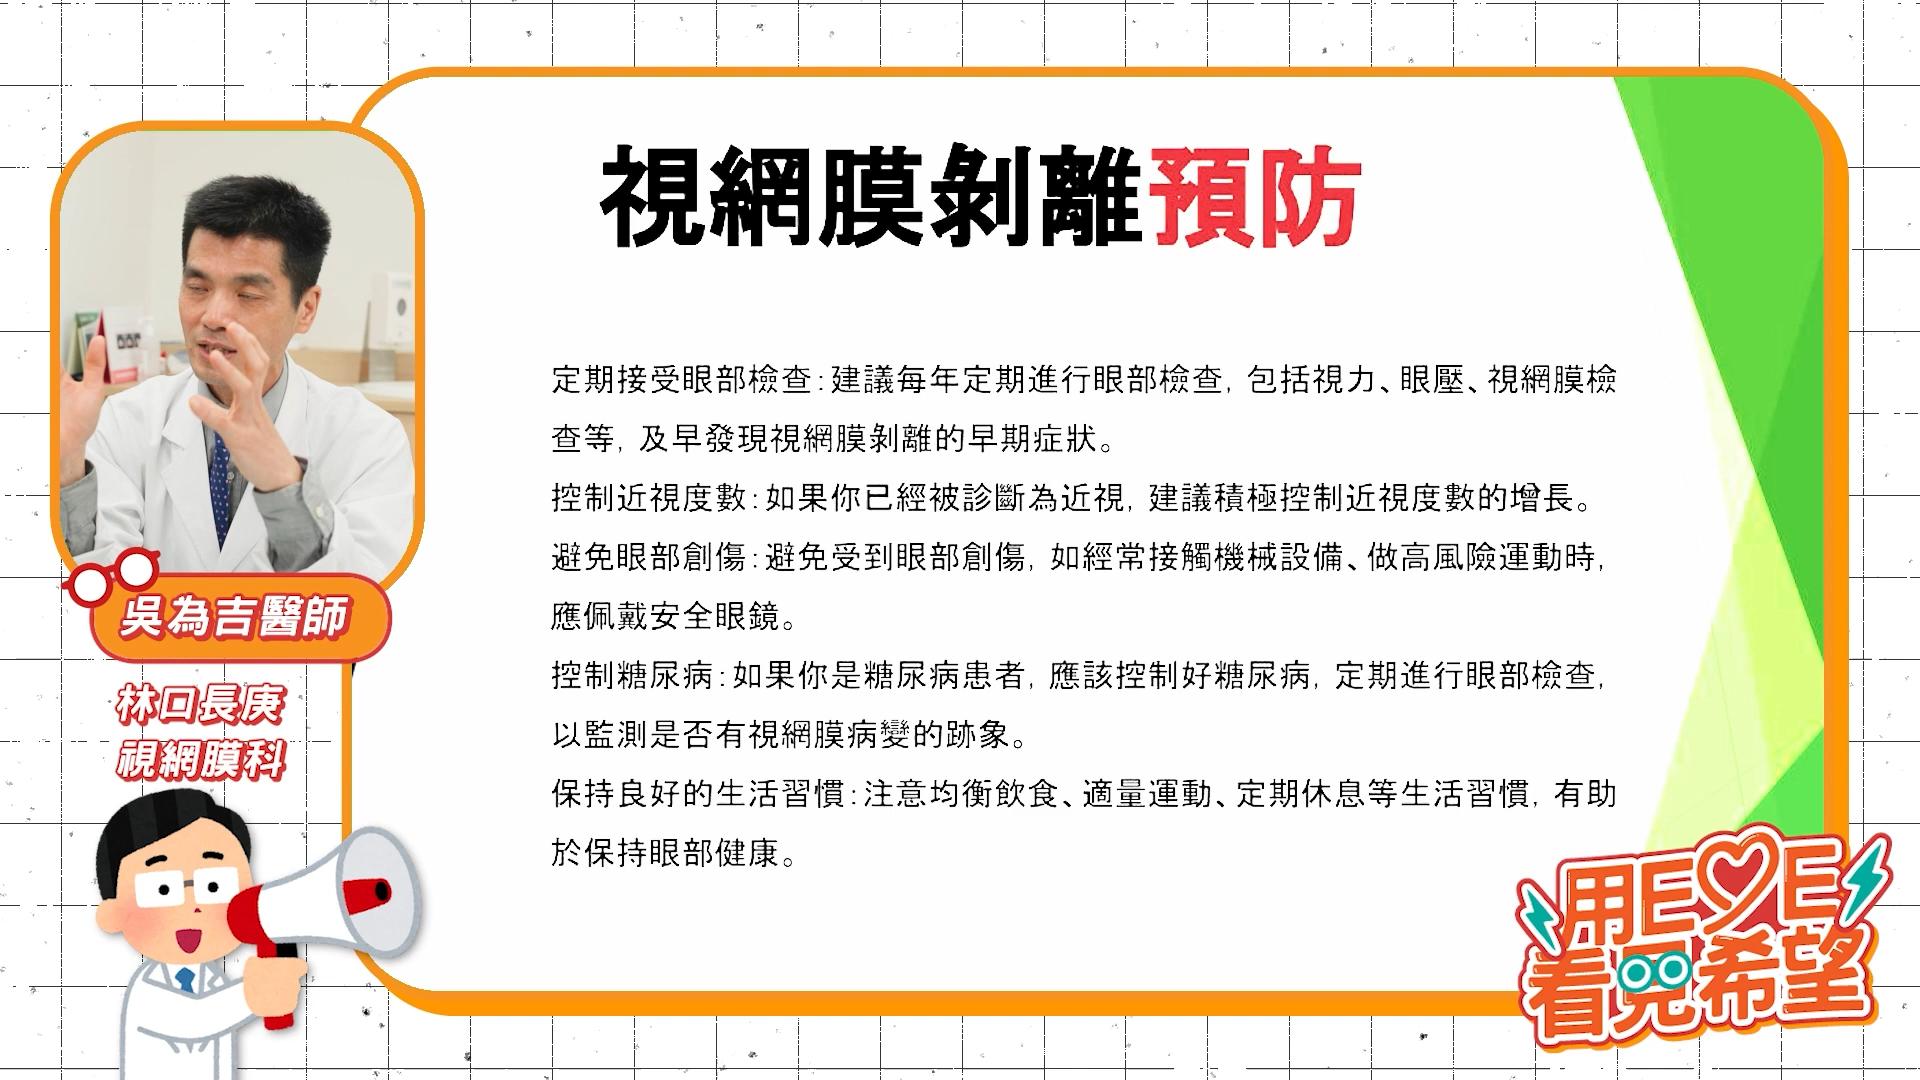 視網膜剝離預防
定期接受眼部檢查:建議每年定期進行眼部檢查, 包括視力、眼壓、視網膜檢
查等, 及早發現視網膜剝離的早期症狀。
控制近視度數:如果你已經被診斷為近視, 建議積極控制近視度數的增長。
避免眼部創傷:避免受到眼部創傷, 如經常接觸機械設備、做高風險運動時,
應佩戴安全眼鏡。
控制糖尿病:如果你是糖尿病患者, 應該控制好糖尿病, 定期進行眼部檢查,
以監測是否有視網膜病變的跡象。
保持良好的生活習慣:注意均衡飲食、適量運動、定期休息等生活習慣, 有助
於保持眼部健康。
吳為吉醫師
林口長庚
視網膜科
用EYE
看見希望